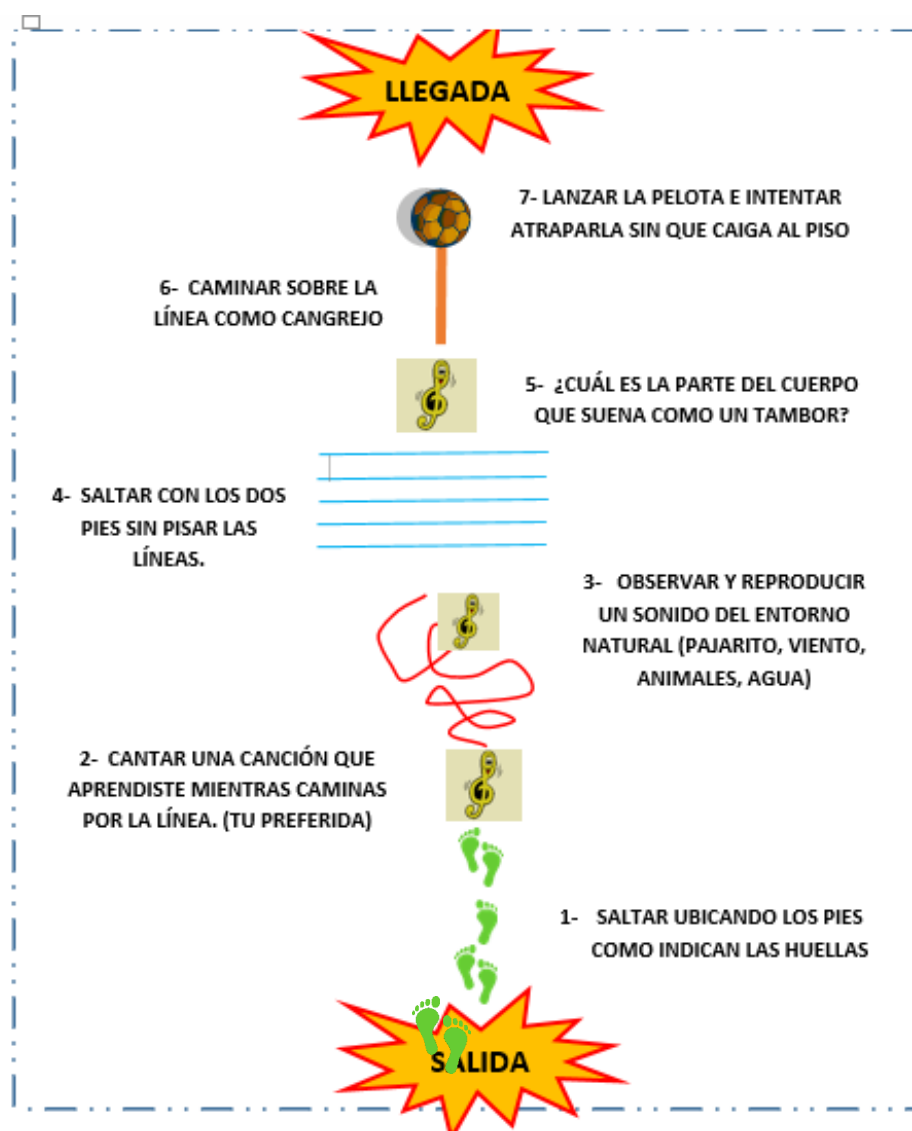 LLEGADA
7- LANZAR LA PELOTA E INTENTAR
ATRAPARLA SIN QUE CAIGA AL PISO
6- CAMINAR SOBRE LA
LÍNEA COMO CANGREJO
5- ¿CUÁL ES LA PARTE DEL CUERPO
QUE SUENA COMO UN TAMBOR?
4- SALTAR CON LOS DOS
PIES SIN PISAR LAS
LÍNEAS.
3- OBSERVAR Y REPRODUCIR
UN SONIDO DEL ENTORNO
NATURAL (PAJARITO, VIENTO,
ANIMALES, AGUA)
2- CANTAR UNA CANCIÓN QUE
APRENDISTE MIENTRAS CAMINAS
POR LA LÍNEA. (TU PREFERIDA)
1- SALTAR UBICANDO LOS PIES
COMO INDICAN LAS HUELLAS
SALIDA